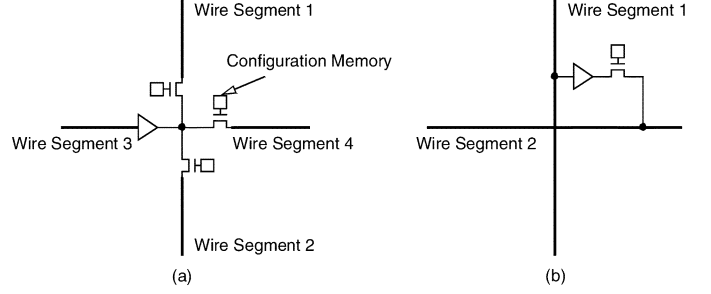 Wire Segment 1
Wire Segment 1
Configuration Memory
Wire Segment 3
Wire Segment 4
Wire Segment 2
Wire Segment 2
(a)
(b)